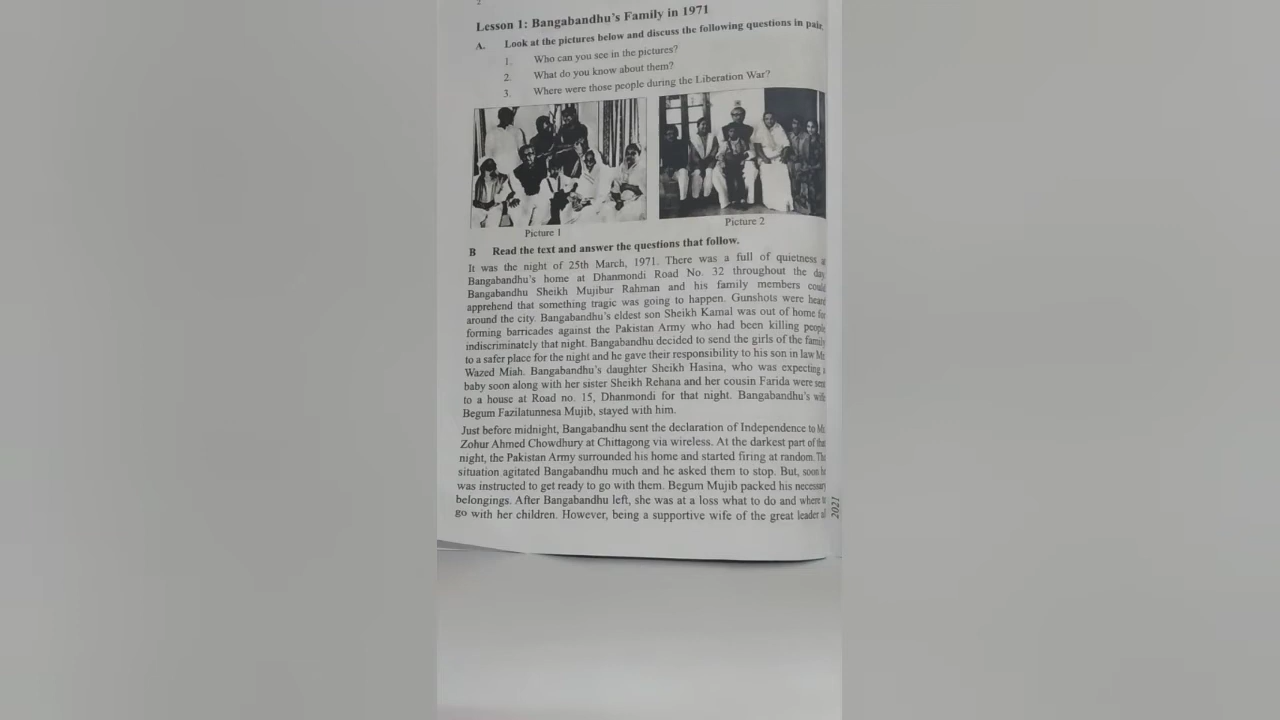 2
Lesson 1: Bangabandhu's Family in 1971
A. Look at the pictures below and discuss the following questions in pair.
1. Who can you see in the pictures?
2. What do you know about them?
3. Where were those people during the Liberation War?
Picture 1
Picture 2
B Read the text and answer the questions that follow.
It was the night of 25th March, 1971. There was a full of quietness
Bangabandhu's home at Dhanmondi Road No. 32 throughout the day
Bangabandhu Sheikh Mujibur Rahman and his family members could
apprehend that something tragic was going to happen. Gunshots were heard
around the city. Bangabandhu's eldest son Sheikh Kamal was out of home for
forming barricades against the Pakistan Army who had been killing people
indiscriminately that night. Bangabandhu decided to send the girls of the family
to a safer place for the night and he gave their responsibility to his son in law Mr
Wazed Miah. Bangabandhu's daughter Sheikh Hasina, who was expecting a
baby soon along with her sister Sheikh Rehana and her cousin Farida were sent
to a house at Road no. 15, Dhanmondi for that night. Bangabandhu's wife
Begum Fazilatunnesa Mujib, stayed with him.
Just before midnight, Bangabandhu sent the declaration of Independence to Mr.
Zohur Ahmed Chowdhury at Chittagong via wireless. At the darkest part of that
night, the Pakistan Army surrounded his home and started firing at random. The
situation agitated Bangabandhu much and he asked them to stop. But, soon he
was instructed to get ready to go with them. Begum Mujib packed his necessary
belongings. After Bangabandhu left, she was at a loss what to do and where to
go with her children. However, being a supportive wife of the great leader
2021